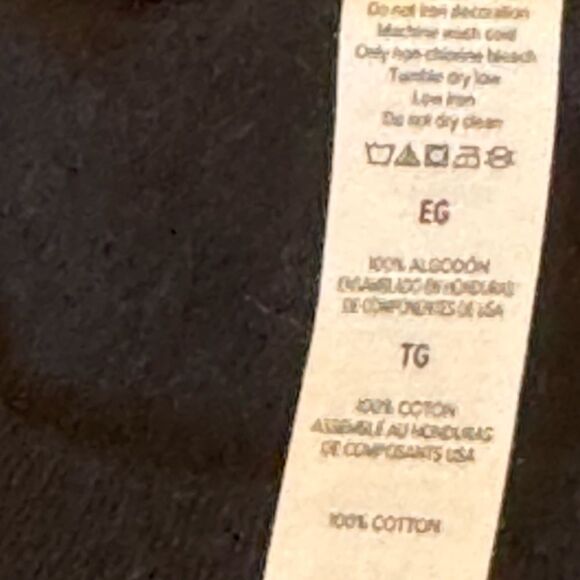 Do not iron decoration
Machine wash cold
Only non-chlorine bleach
Tumble dry low
Low iron
Do not dry clean
EG
100% ALGODÓN
ENSAMBLADO EN HONDURAS
DE COMPONENTES DE USA
TG
100% COTON
ASSEMBLÉ AU HONDURAS
DE COMPOSANTS USA
100% COTTON